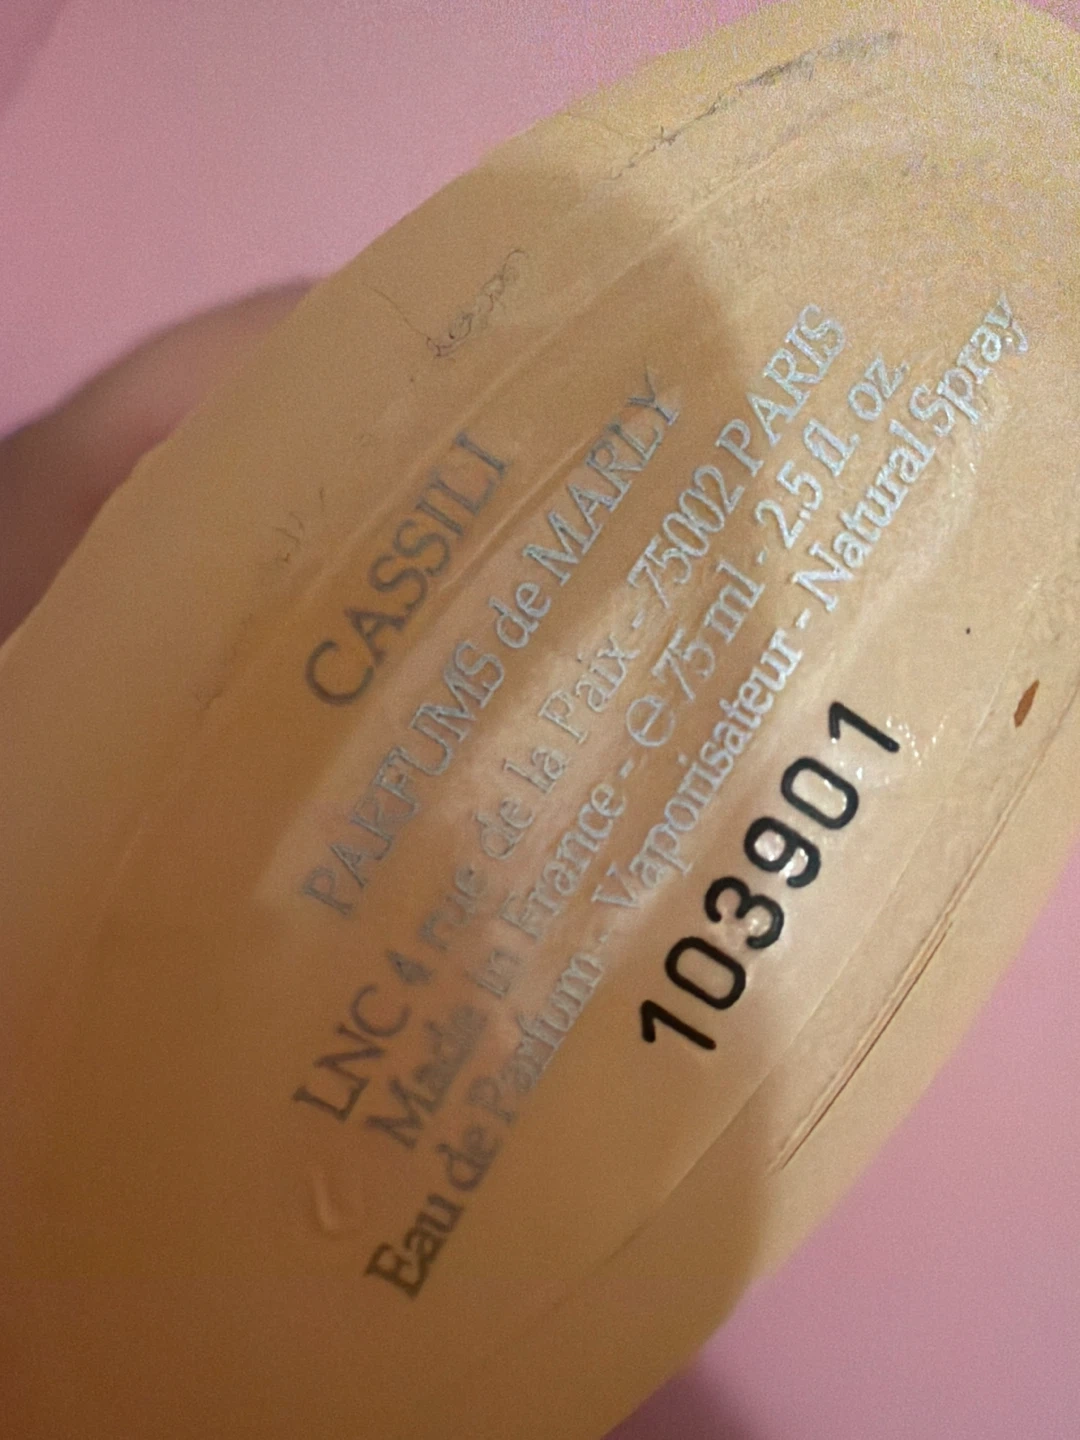 CASSILI
PARFUMS de MARLY
LNC 4 rue de la Paix - 75002 PARIS
Made in France - ℮ 75 ml - 2.5 fl. oz.
Eau de Parfum - Vaporisateur - Natural Spray
103901